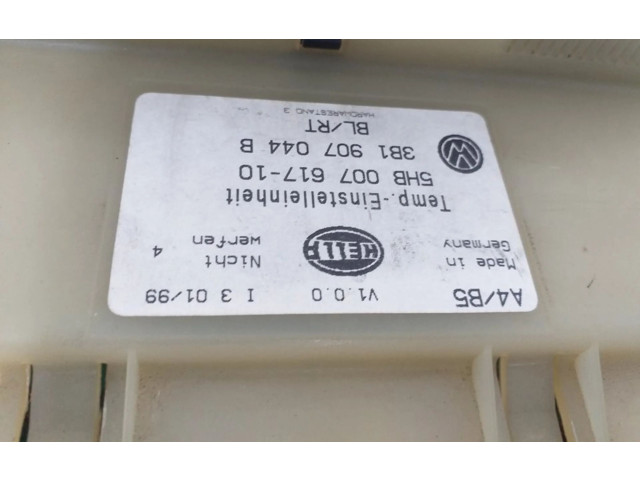 A4/B5 V1.0.0 I 3 01/99
Made in Germany HELLA Nicht werfen 4
Temp.-Einstelleinheit
5HB 007 617-10
VW 3B1 907 044 B
BL/RT
HARDWARESTAND 3